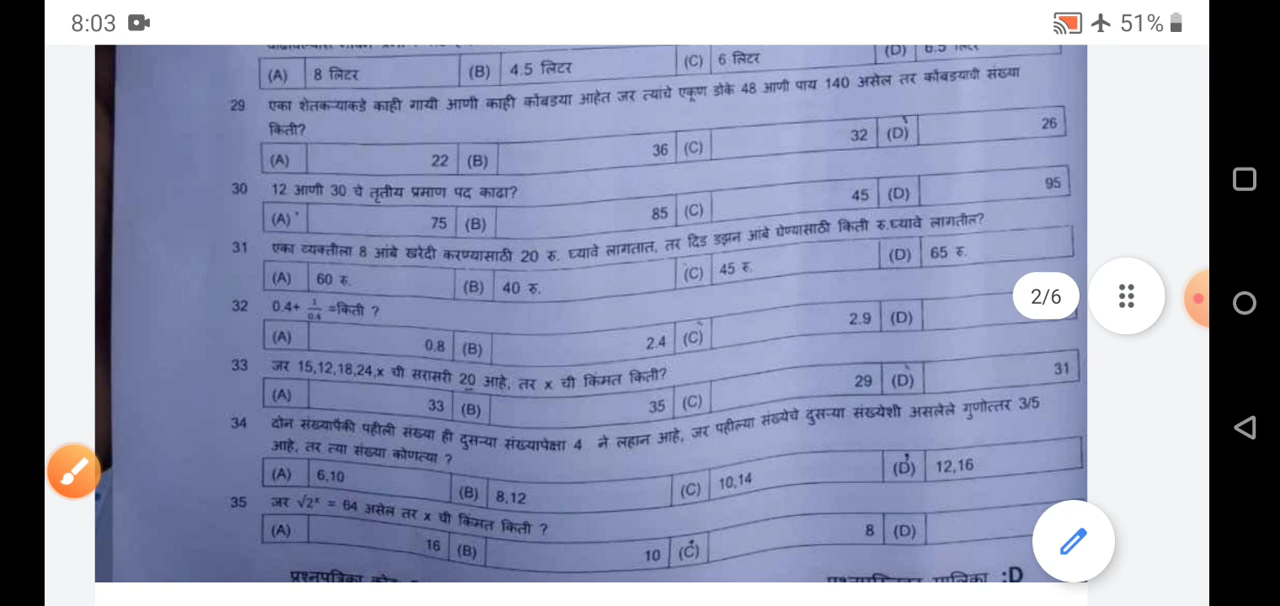 8:03
51%
(A) 8 लिटर (B) 4.5 लिटर (C) 6 लिटर (D)
29 एका शेतकऱ्याकडे काही गायी आणी काही कोंबडया आहेत जर त्यांचे एकूण डोके 48 आणी पाय 140 असेल तर कोंबडयाची संख्या
किती?
(A) 22 (B) 36 (C) 32 (D) 26
30 12 आणी 30 चे तृतीय प्रमाण पद काढा?
(A) 75 (B) 85 (C) 45 (D) 95
31 एका व्यक्तीला 8 आंबे खरेदी करण्यासाठी 20 रु. घ्यावे लागतात, तर दिड डझन आंबे घेण्यासाठी किती रु.घ्यावे लागतील?
(A) 60 रु. (B) 40 रु. (C) 45 रु. (D) 65 रु.
2/6
32 0.4+ 1/0.4 =किती ?
(A) 0.8 (B) 2.4 (C) 2.9 (D)
33 जर 15,12,18,24,x ची सरासरी 20 आहे, तर x ची किंमत किती?
(A) 33 (B) 35 (C) 29 (D) 31
34 दोन संख्यापैकी पहीली संख्या ही दुसऱ्या संख्यापेक्षा 4 ने लहान आहे, जर पहील्या संख्येचे दुसऱ्या संख्येशी असलेले गुणोत्तर 3/5
आहे, तर त्या संख्या कोणत्या ?
(A) 6,10 (B) 8,12 (C) 10,14 (D) 12,16
35 जर √2ˣ = 64 असेल तर x ची किंमत किती ?
(A) 16 (B) 10 (C) 8 (D)
:D